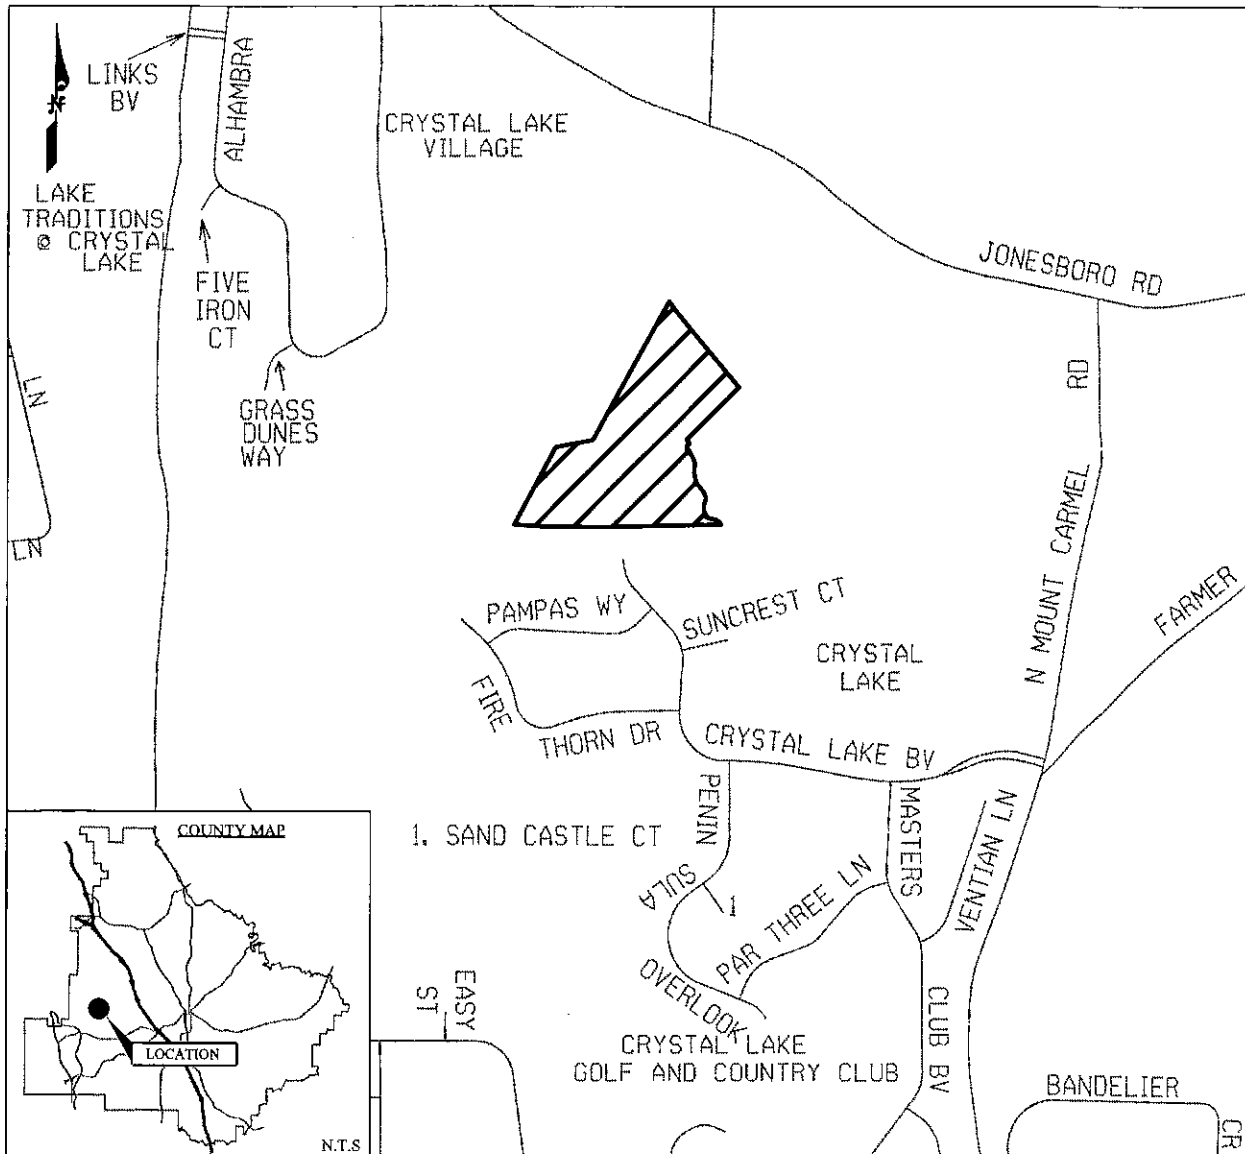 LINKS
BV
ALHAMBRA
N
CRYSTAL LAKE
VILLAGE
LAKE
TRADITIONS
@ CRYSTAL
LAKE
FIVE
IRON
CT
JONESBORO RD
LN
GRASS
DUNES
WAY
LN
N MOUNT CARMEL RD
FARMER
PAMPAS WY
SUNCREST CT
CRYSTAL
LAKE
FIRE
THORN DR
CRYSTAL LAKE BV
PENIN
SULA
OVERLOOK
MASTERS
CLUB BV
VENTIAN LN
1. SAND CASTLE CT
1
PAR THREE LN
EASY
ST
CRYSTAL LAKE
GOLF AND COUNTRY CLUB
BANDELIER
CR
COUNTY MAP
LOCATION
N.T.S